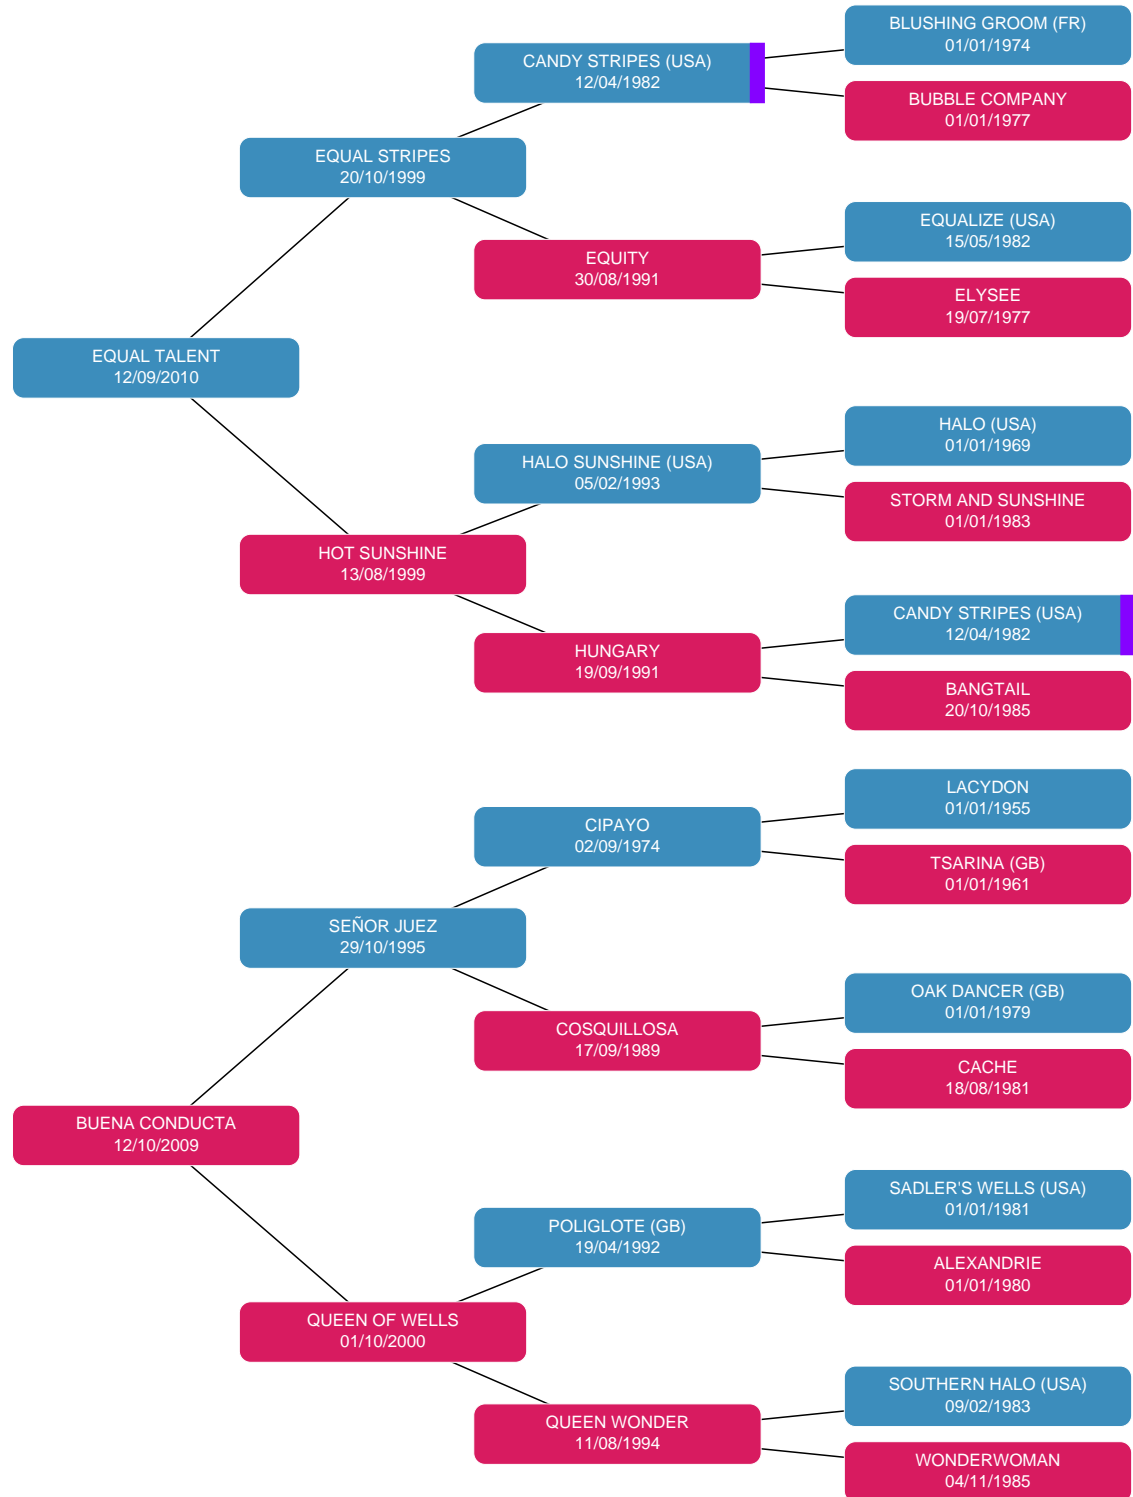 BLUSHING GROOM (FR)
01/01/1974
CANDY STRIPES (USA)
12/04/1982
BUBBLE COMPANY
01/01/1977
EQUAL STRIPES
20/10/1999
EQUALIZE (USA)
15/05/1982
EQUITY
30/08/1991
ELYSEE
19/07/1977
EQUAL TALENT
12/09/2010
HALO (USA)
01/01/1969
HALO SUNSHINE (USA)
05/02/1993
STORM AND SUNSHINE
01/01/1983
HOT SUNSHINE
13/08/1999
CANDY STRIPES (USA)
12/04/1982
HUNGARY
19/09/1991
BANGTAIL
20/10/1985
LACYDON
01/01/1955
CIPAYO
02/09/1974
TSARINA (GB)
01/01/1961
SEÑOR JUEZ
29/10/1995
OAK DANCER (GB)
01/01/1979
COSQUILLOSA
17/09/1989
CACHE
18/08/1981
BUENA CONDUCTA
12/10/2009
SADLER'S WELLS (USA)
01/01/1981
POLIGLOTE (GB)
19/04/1992
ALEXANDRIE
01/01/1980
QUEEN OF WELLS
01/10/2000
SOUTHERN HALO (USA)
09/02/1983
QUEEN WONDER
11/08/1994
WONDERWOMAN
04/11/1985